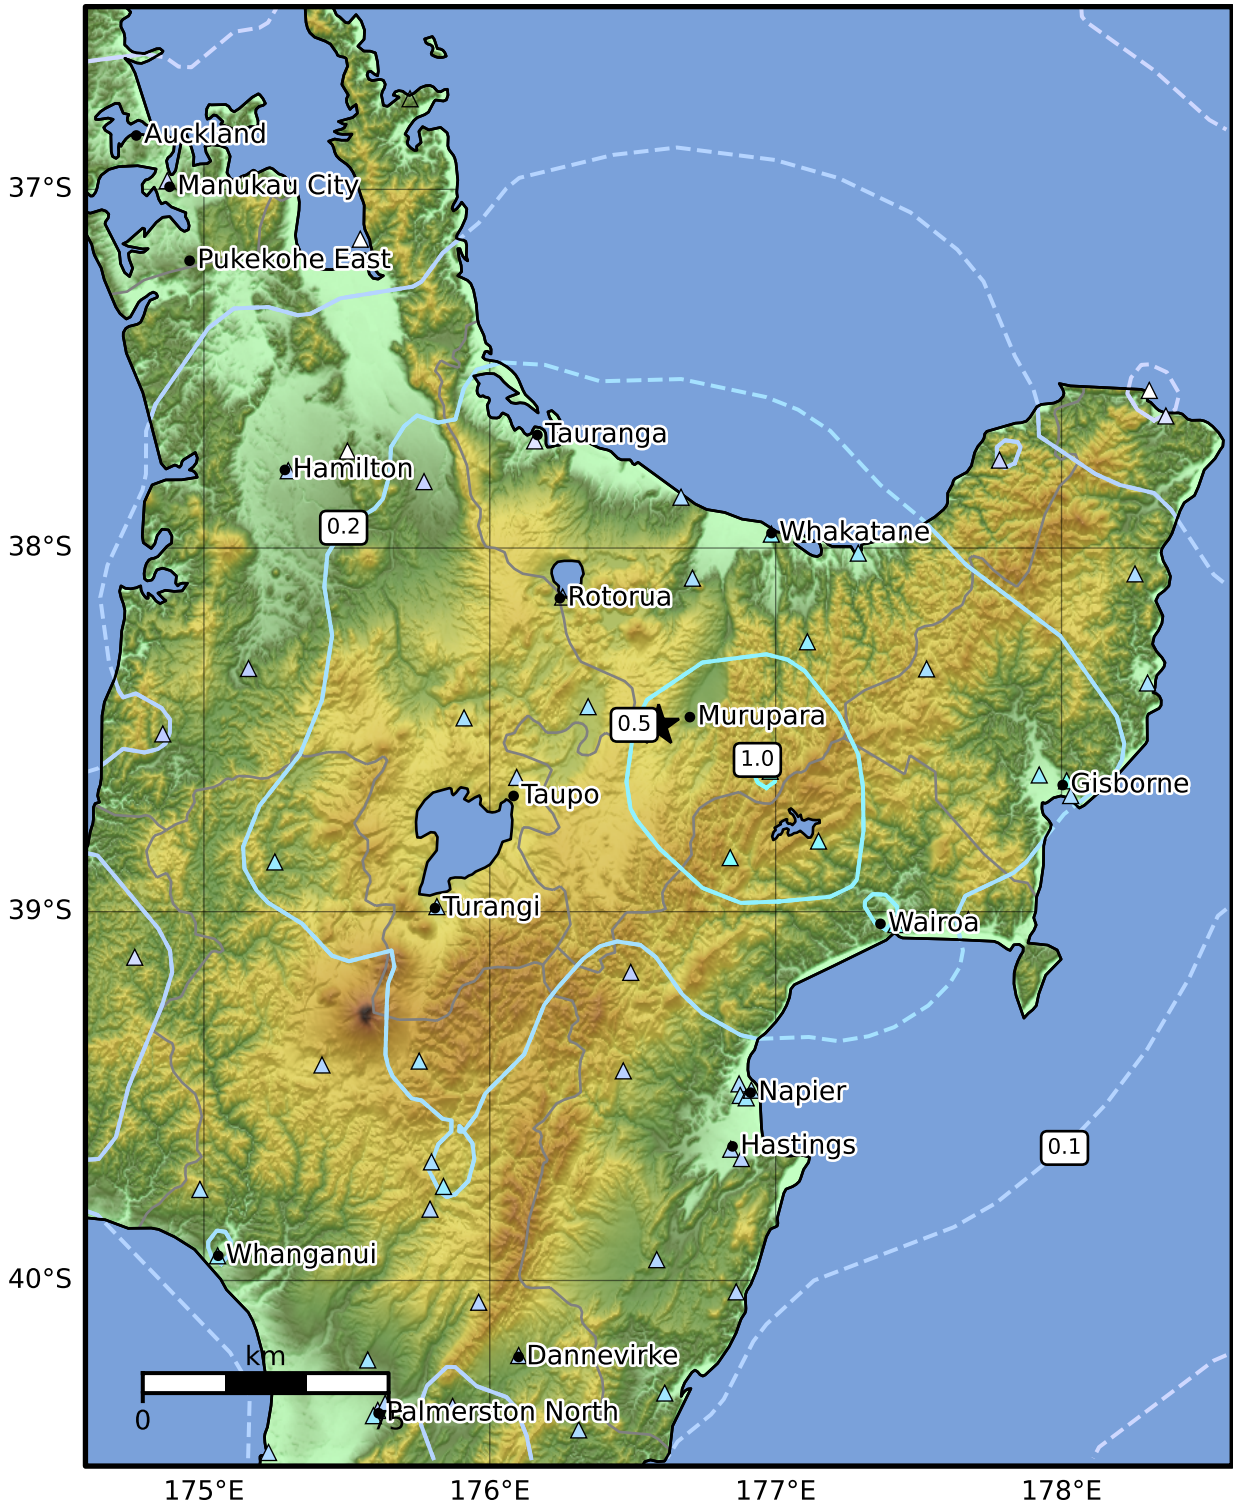 Auckland
37°S
Manukau City
Pukekohe East
Tauranga
Hamilton
0.2
Whakatane
38°S
Rotorua
Murupara
0.5
1.0
Gisborne
Taupo
39°S
Turangi
Wairoa
Napier
Hastings
0.1
Whanganui
40°S
Dannevirke
km
0
75
Palmerston North
175°E
176°E
177°E
178°E